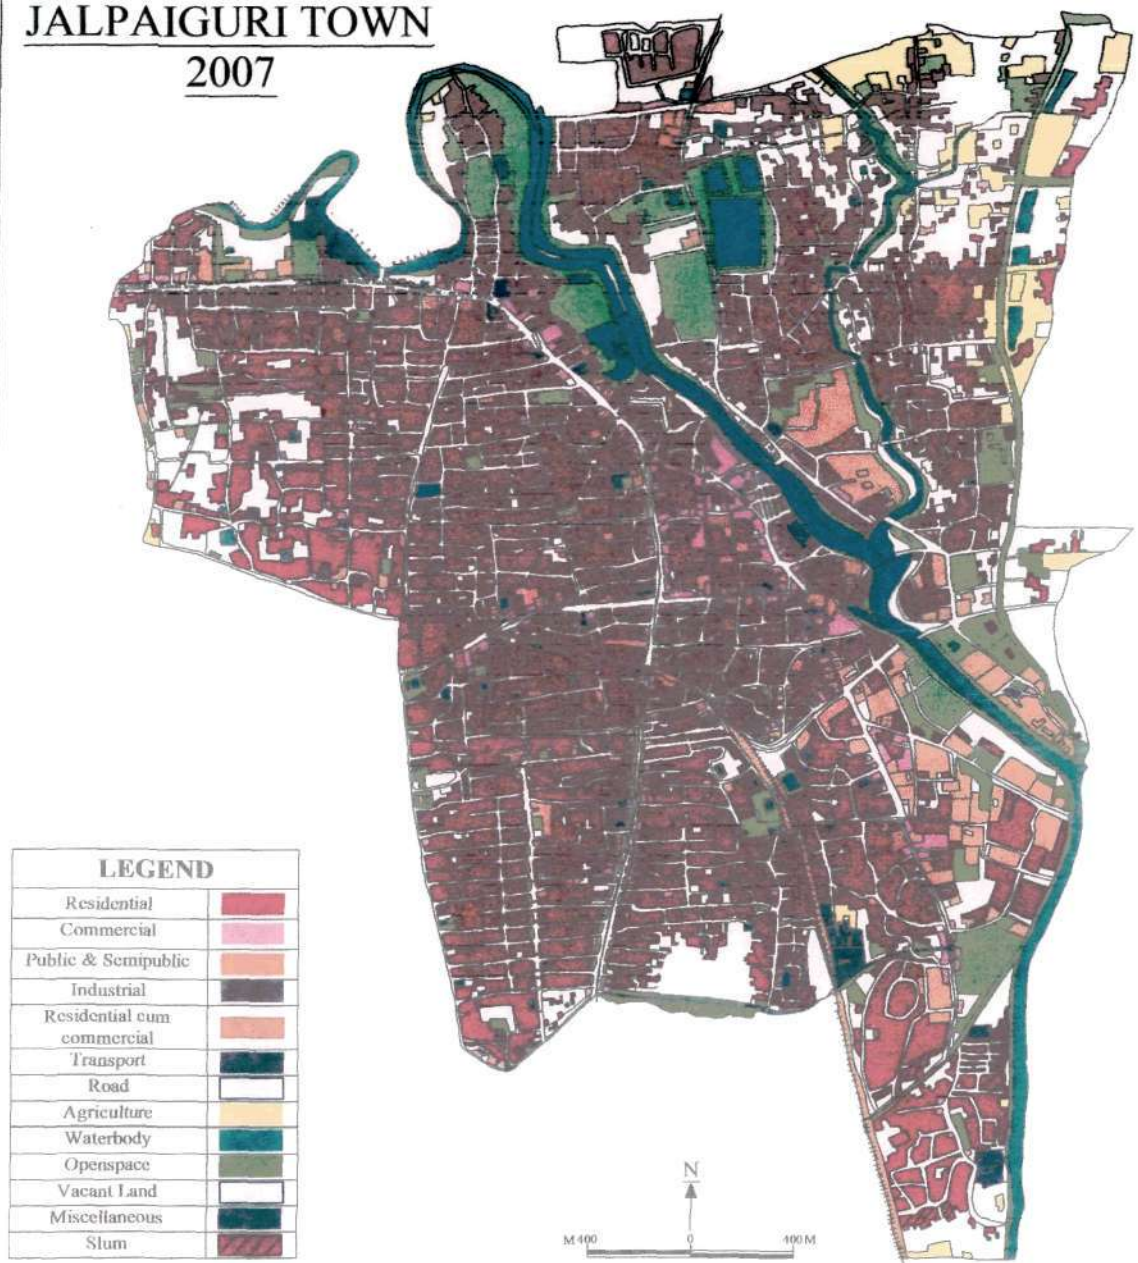 JALPAIGURI TOWN
2007
LEGEND
Residential
Commercial
Public & Semipublic
Industrial
Residential cum
commercial
Transport
Road
Agriculture
Waterbody
Openspace
Vacant Land
Miscellaneous
Slum
N
M 400 0 400 M